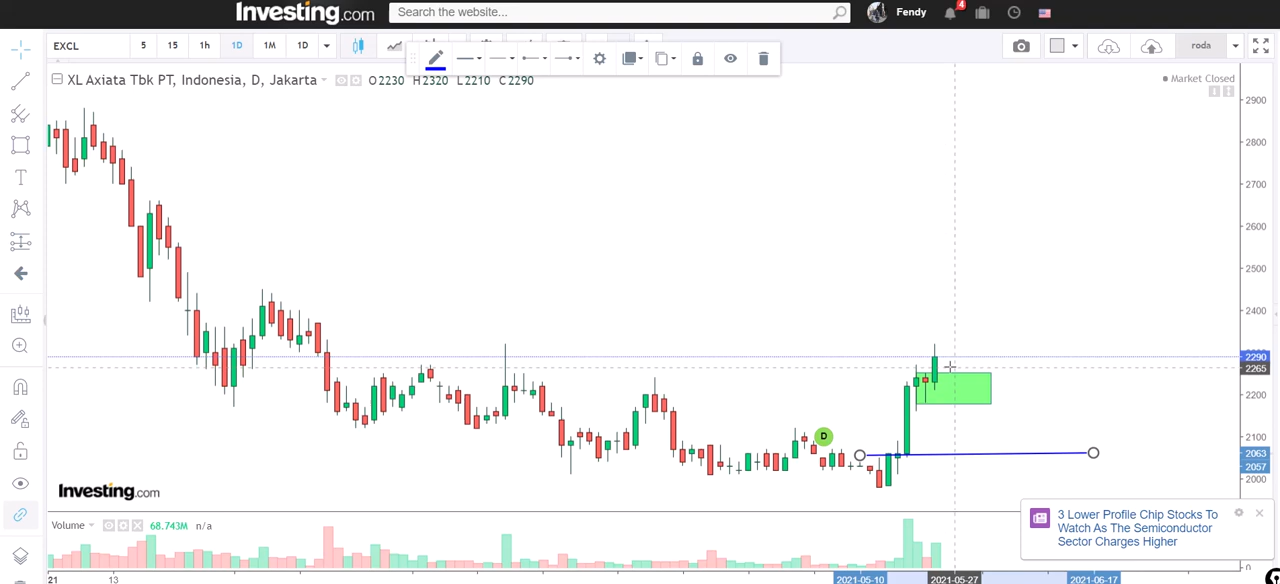 Investing.com
Search the website...
Fendy
4
EXCL
5
15
1h
1D
1M
1D
roda
XL Axiata Tbk PT, Indonesia, D, Jakarta
O2230 H2320 L2210 C2290
Market Closed
2900
2800
2700
2600
2500
2400
2290
2265
2200
2100
2063
2057
2000
D
Investing.com
3 Lower Profile Chip Stocks To
Watch As The Semiconductor
Sector Charges Higher
Volume
68.743M
n/a
0
21
13
2021-05-10
2021-05-27
2021-06-17